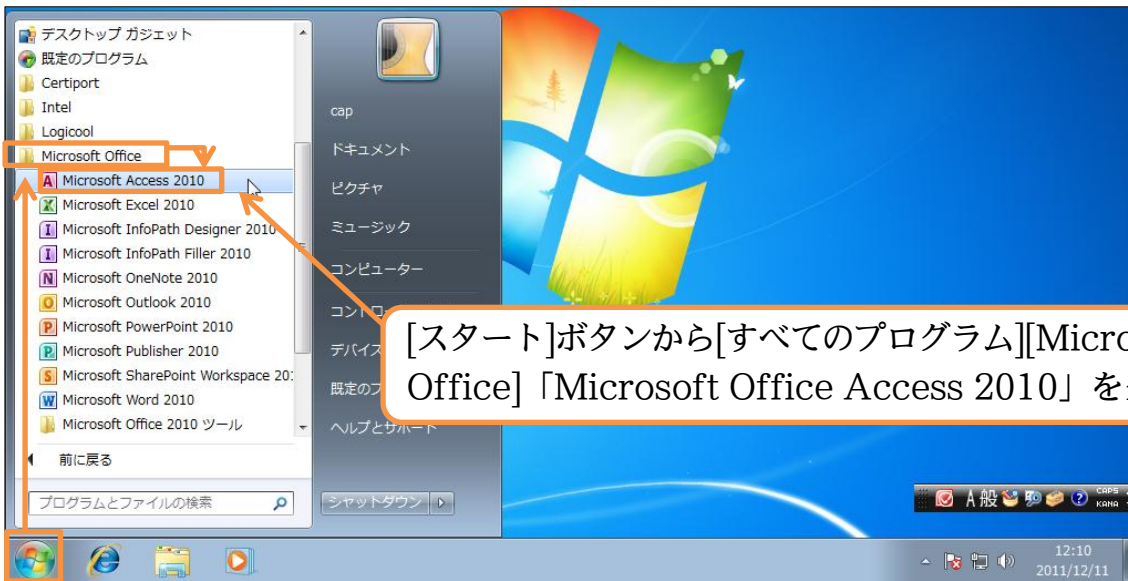 デスクトップ ガジェット
既定のプログラム
Certiport
Intel
Logicool
Microsoft Office
Microsoft Access 2010
Microsoft Excel 2010
Microsoft InfoPath Designer 2010
Microsoft InfoPath Filler 2010
Microsoft OneNote 2010
Microsoft Outlook 2010
Microsoft PowerPoint 2010
Microsoft Publisher 2010
Microsoft SharePoint Workspace 20
Microsoft Word 2010
Microsoft Office 2010 ツール
前に戻る
プログラムとファイルの検索
cap
ドキュメント
ピクチャ
ミュージック
コンピューター
コントロ
デバイス
既定のプ
ヘルプとサポート
シャットダウン
[スタート]ボタンから[すべてのプログラム][Micro
Office]「Microsoft Office Access 2010」を
A 般
CAPS
KANA
12:10
2011/12/11